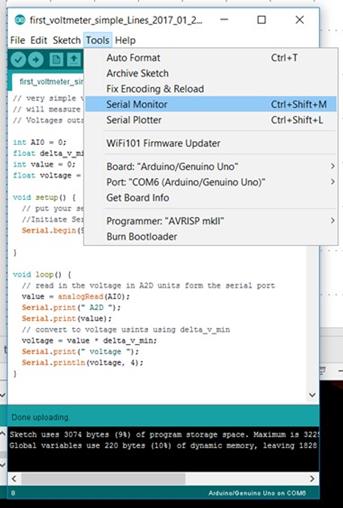 first_voltmeter_simple_Lines_2017_01_2...
File Edit Sketch Tools Help
Auto Format Ctrl+T
Archive Sketch
Fix Encoding & Reload
Serial Monitor Ctrl+Shift+M
Serial Plotter Ctrl+Shift+L
WiFi101 Firmware Updater
Board: "Arduino/Genuino Uno"
Port: "COM6 (Arduino/Genuino Uno)"
Get Board Info
Programmer: "AVRISP mkII"
Burn Bootloader
first_voltmeter_si
// very simple v
// will measure
// Voltages outs
int AI0 = 0;
float delta_v_mi
int value = 0;
float voltage =
void setup() {
// put your se
//Initiate Ser
Serial.begin(
}
void loop() {
// read in the voltage in A2D units form the serial port
value = analogRead(AI0);
Serial.print(" A2D ");
Serial.print(value);
// convert to voltage usints using delta_v_min
voltage = value * delta_v_min;
Serial.print(" voltage ");
Serial.println(voltage, 4);
}
Done uploading.
Sketch uses 3074 bytes (9%) of program storage space. Maximum is 3225
Global variables use 220 bytes (10%) of dynamic memory, leaving 1828
8 Arduino/Genuino Uno on COM6